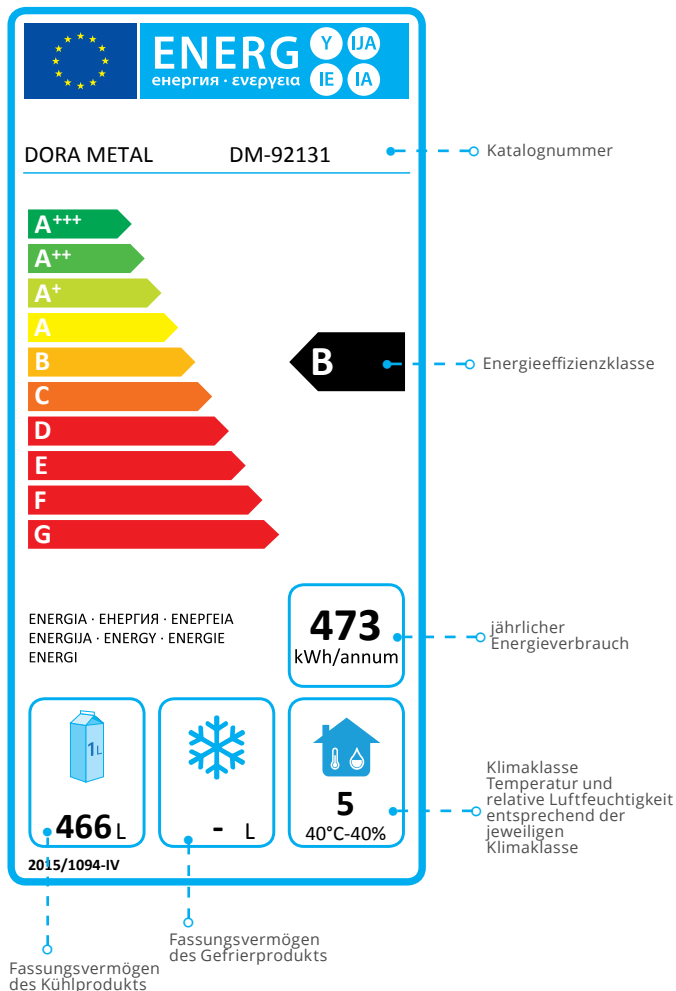 ENERG
енергия · ενεργεια
Y IJA
IE IA
DORA METAL DM-92131
Katalognummer
A+++
A++
A+
A
B
C
D
E
F
G
B
Energieeffizienzklasse
ENERGIA · ЕНЕРГИЯ · ΕΝΕΡΓΕΙΑ
ENERGIJA · ENERGY · ENERGIE
ENERGI
473
kWh/annum
jährlicher
Energieverbrauch
1L
466 L
- L
5
40°C-40%
Klimaklasse
Temperatur und
relative Luftfeuchtigkeit
entsprechend der
jeweiligen
Klimaklasse
2015/1094-IV
Fassungsvermögen
des Gefrierprodukts
Fassungsvermögen
des Kühlprodukts